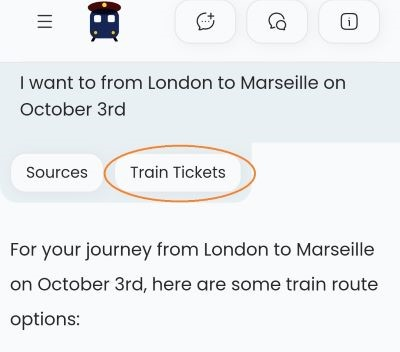 I want to from London to Marseille on
October 3rd
Sources
Train Tickets
For your journey from London to Marseille
on October 3rd, here are some train route
options: